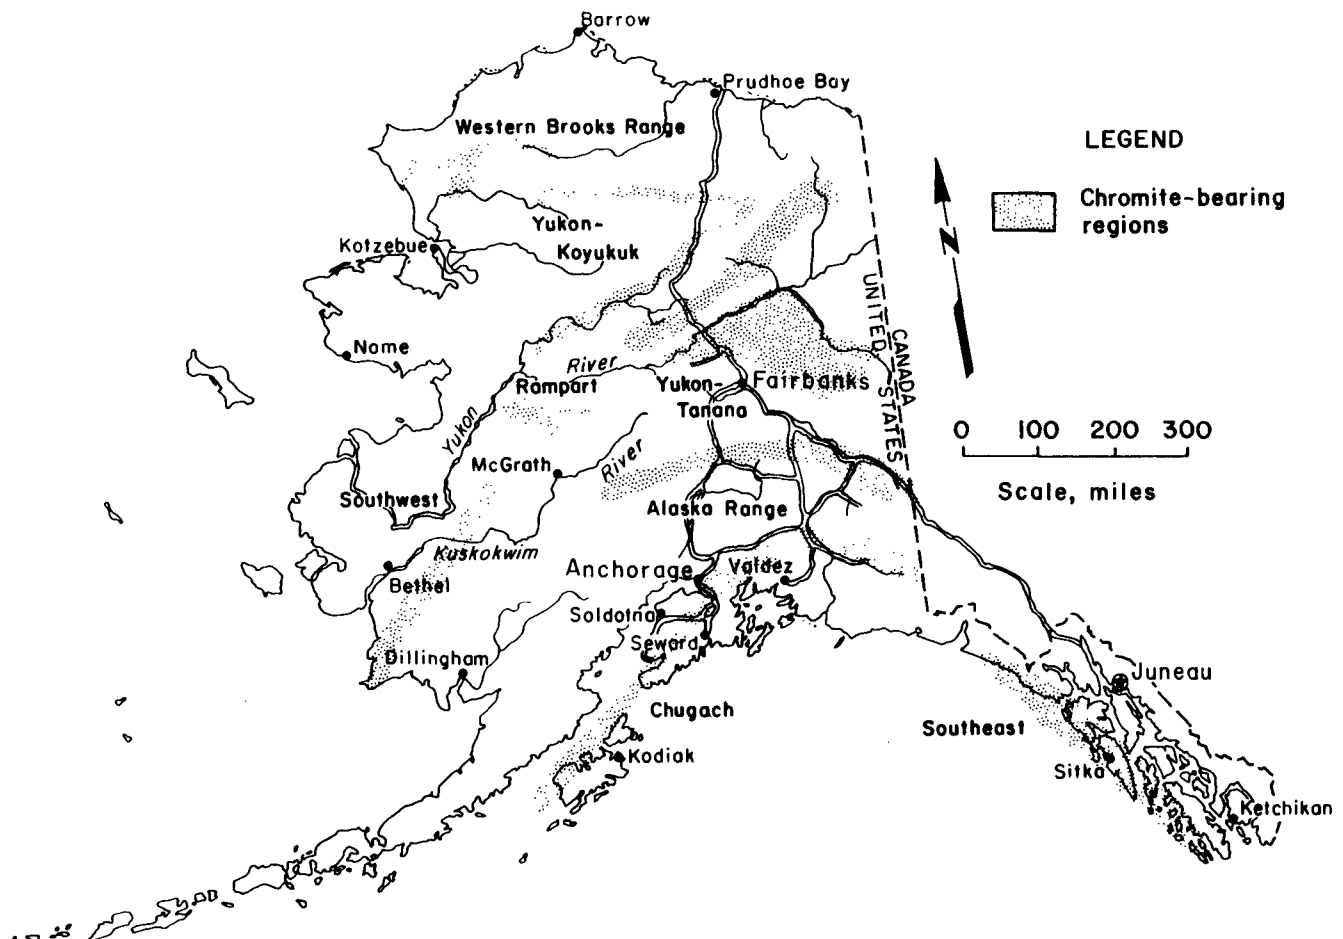 Barrow
Prudhoe Bay
Western Brooks Range
LEGEND
Chromite-bearing
regions
N
Yukon-
Koyukuk
Kotzebue
UNITED
STATES
CANADA
Nome
River
Rampart
Yukon-
Tanana
Fairbanks
Yukon
0 100 200 300
Scale, miles
McGrath
River
Southwest
Alaska Range
Kuskokwim
Anchorage
Valdez
Bethel
Soldotna
Seward
Dillingham
Juneau
Chugach
Southeast
Kodiak
Sitka
Ketchikan